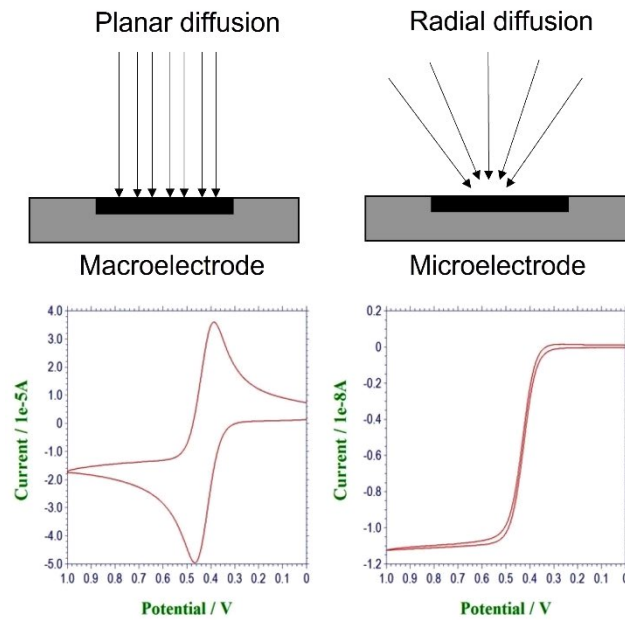 Planar diffusion
Radial diffusion
Macroelectrode
Microelectrode
4.0
3.0
2.0
1.0
0
-1.0
-2.0
-3.0
-4.0
-5.0
Current / 1e-5A
1.0 0.9 0.8 0.7 0.6 0.5 0.4 0.3 0.2 0.1 0
Potential / V
0.2
0
-0.2
-0.4
-0.6
-0.8
-1.0
-1.2
Current / 1e-8A
1.0 0.9 0.8 0.7 0.6 0.5 0.4 0.3 0.2 0.1 0
Potential / V